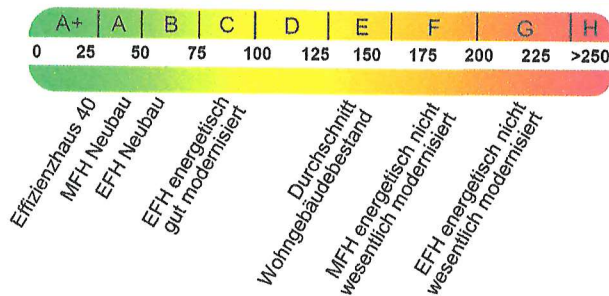 A+ A B C D E F G H
0 25 50 75 100 125 150 175 200 225 >250
Effizienzhaus 40
MFH Neubau
EFH Neubau
EFH energetisch
gut modernisiert
Durchschnitt
Wohngebäudebestand
MFH energetisch nicht
wesentlich modernisiert
EFH energetisch nicht
wesentlich modernisiert